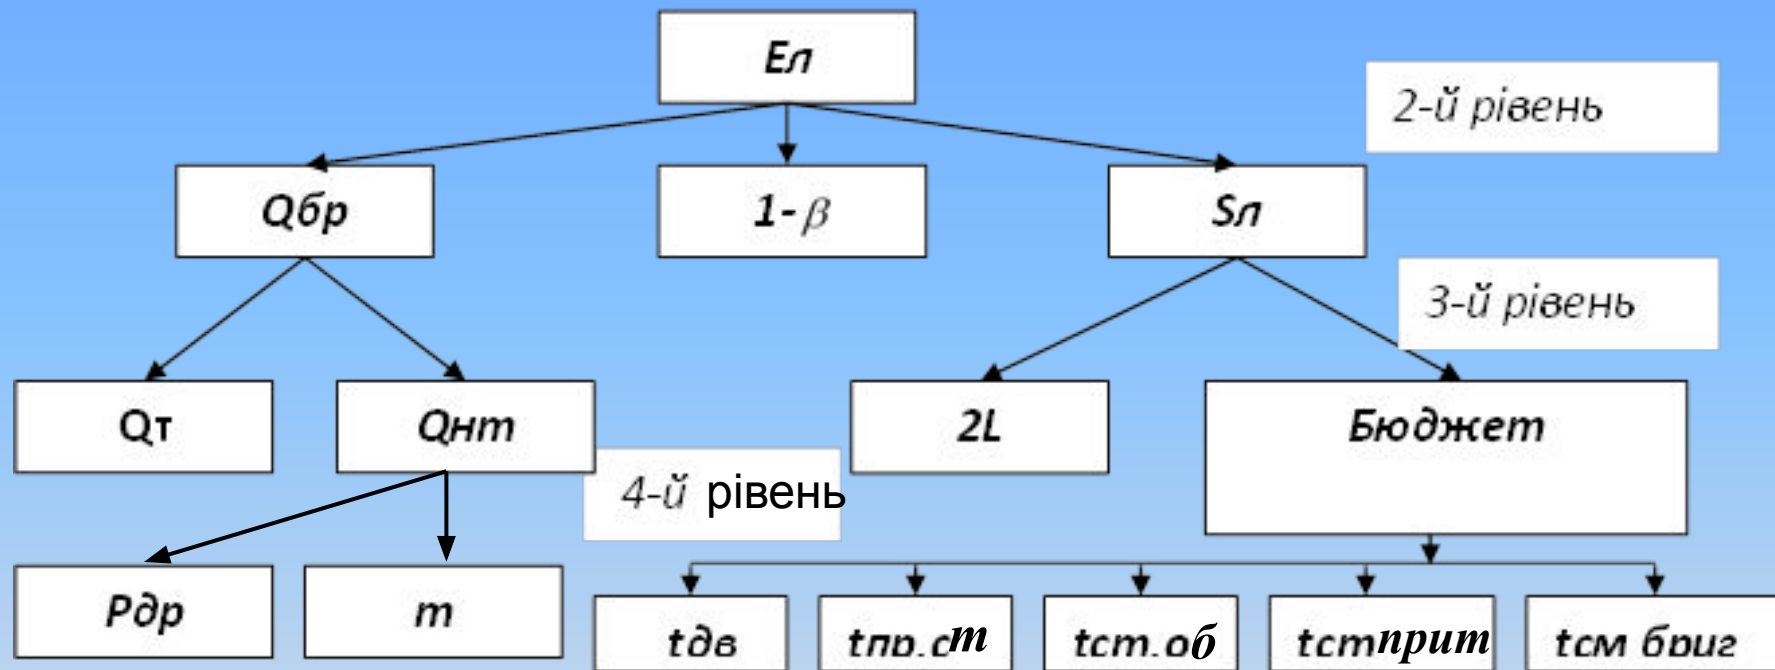 Ел
2-й рівень
Qбр
1-β
Sл
3-й рівень
Qт
Qнт
2L
Бюджет
4-й рівень
Рдр
т
tдв
tпр.ст
tст.об
tстприт
tсм бриг